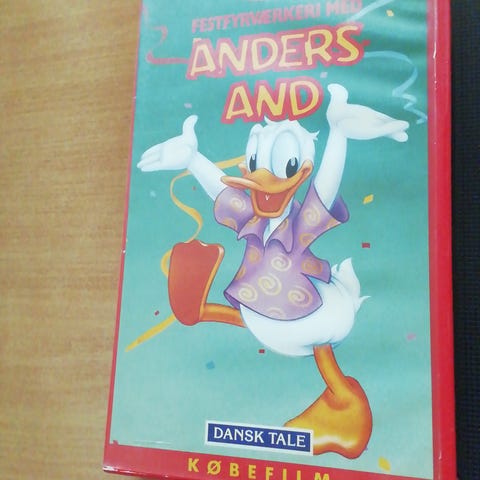 FESTFYRVÆRKERI MED
ANDERS
AND
DANSK TALE
KØBEFILM